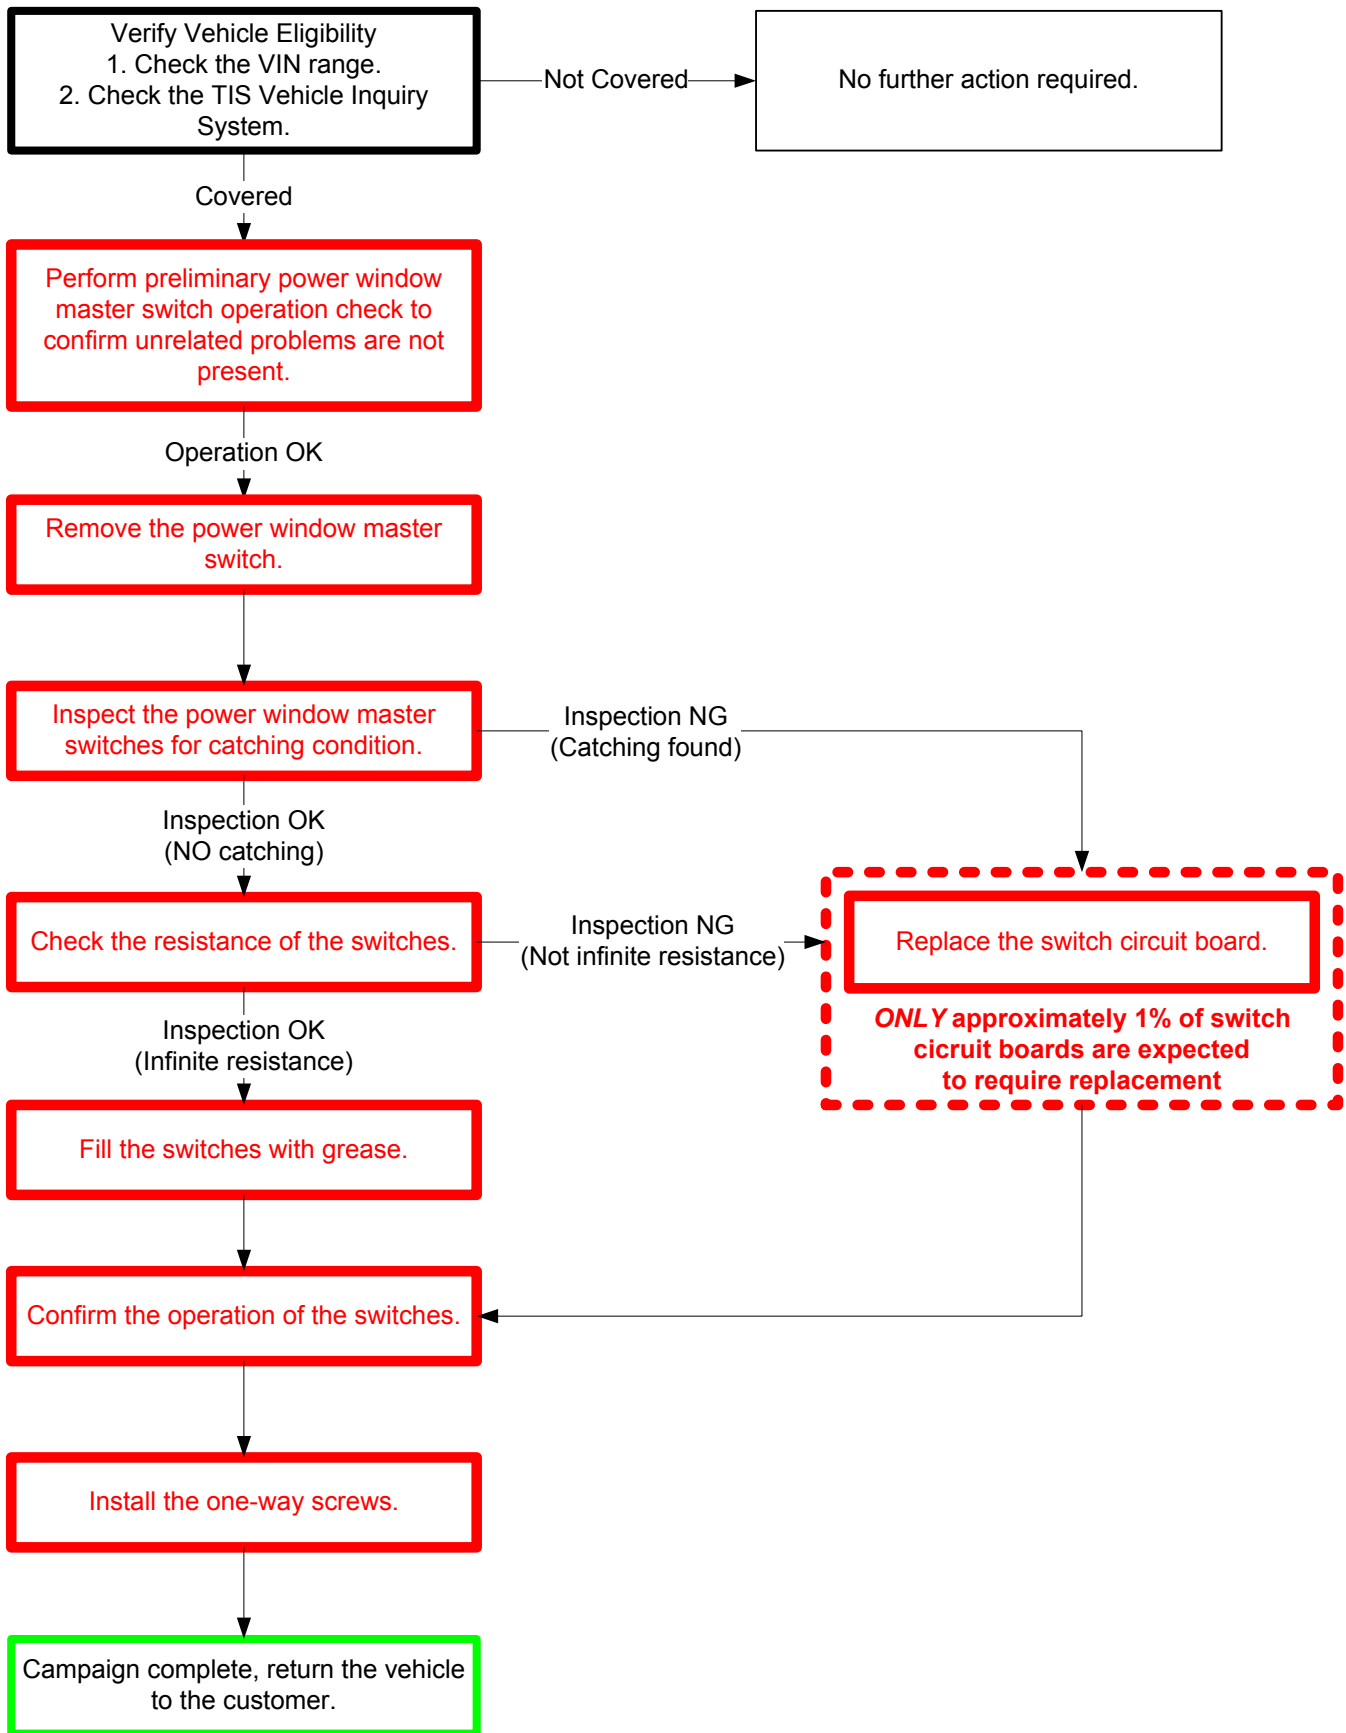 Verify Vehicle Eligibility
1. Check the VIN range.
2. Check the TIS Vehicle Inquiry
System.
Not Covered
No further action required.
Covered
Perform preliminary power window
master switch operation check to
confirm unrelated problems are not
present.
Operation OK
Remove the power window master
switch.
Inspect the power window master
switches for catching condition.
Inspection NG
(Catching found)
Inspection OK
(NO catching)
Check the resistance of the switches.
Inspection NG
(Not infinite resistance)
Replace the switch circuit board.
ONLY approximately 1% of switch
cicruit boards are expected
to require replacement
Inspection OK
(Infinite resistance)
Fill the switches with grease.
Confirm the operation of the switches.
Install the one-way screws.
Campaign complete, return the vehicle
to the customer.